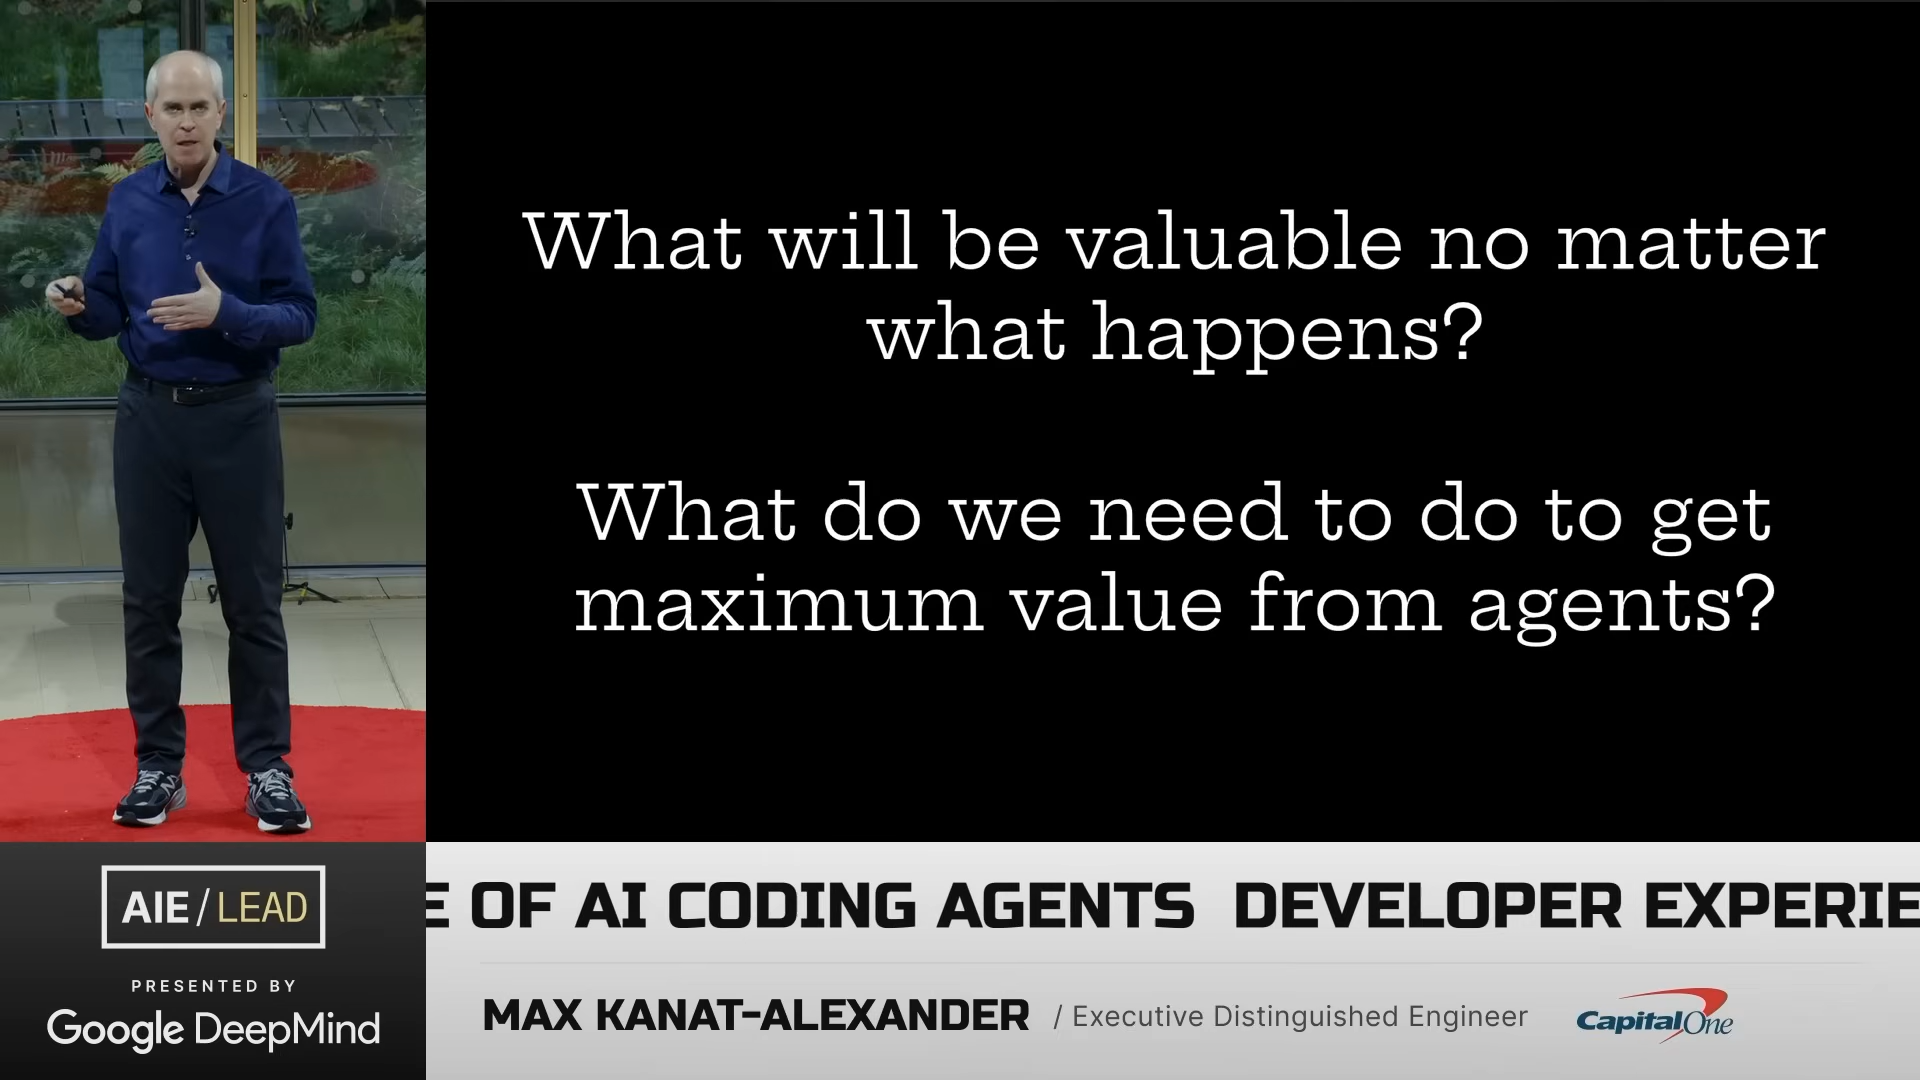 What will be valuable no matter
what happens?
What do we need to do to get
maximum value from agents?
AIE/LEAD
PRESENTED BY
Google DeepMind
E OF AI CODING AGENTS DEVELOPER EXPERIE
MAX KANAT-ALEXANDER / Executive Distinguished Engineer
CapitalOne